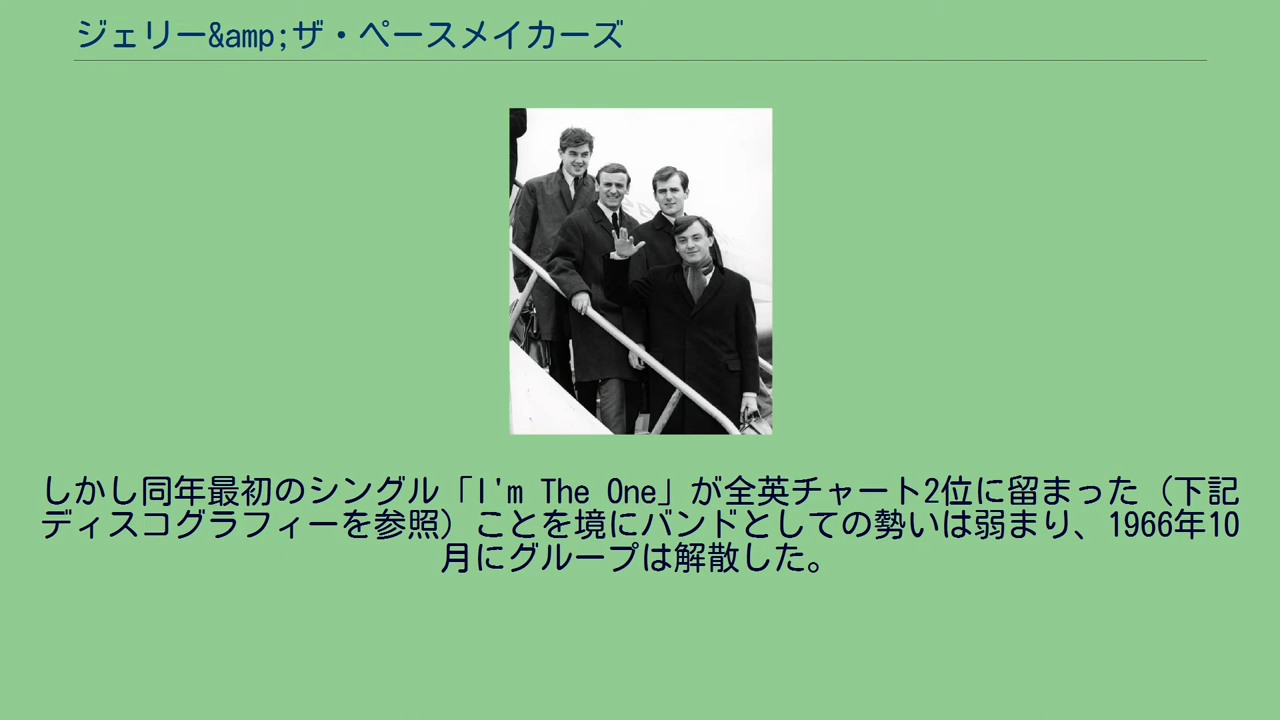 ジェリー&amp;ザ・ペースメイカーズ
しかし同年最初のシングル「I'm The One」が全英チャート2位に留まった（下記
ディスコグラフィーを参照）ことを境にバンドとしての勢いは弱まり、1966年10
月にグループは解散した。